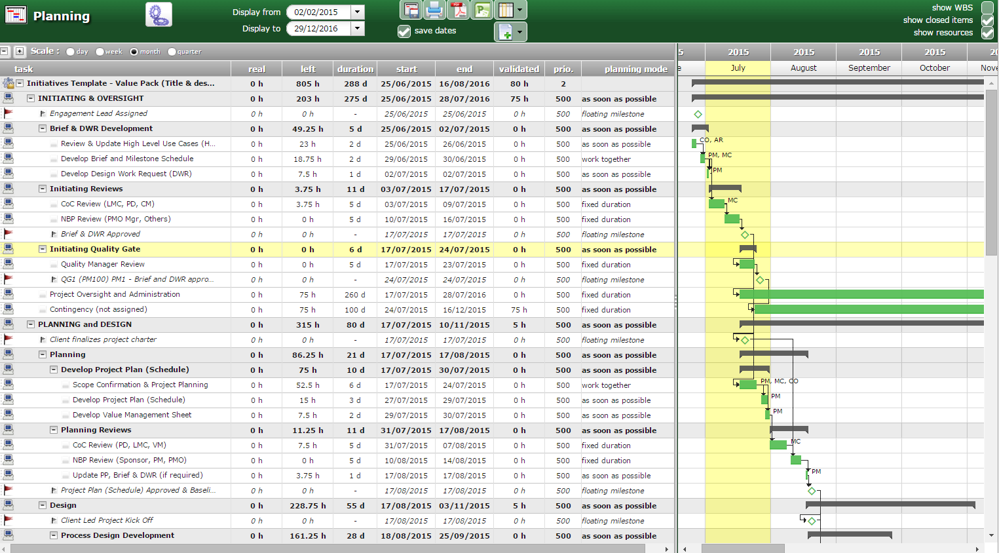 Planning
Display from 02/02/2015
Display to 29/12/2016
save dates
show WBS
show closed items
show resources
Scale : day week month quarter
5 2015 2015 2015 2015 20
task real left duration start end validated prio. planning mode
e July August September October Nove
Initiatives Template - Value Pack (Title & des... 0 h 805 h 288 d 25/06/2015 16/08/2016 80 h 2
INITIATING & OVERSIGHT 0 h 203 h 275 d 25/06/2015 28/07/2016 75 h 500 as soon as possible
Engagement Lead Assigned 0 h 0 h - 25/06/2015 25/06/2015 0 h 500 floating milestone
Brief & DWR Development 0 h 49.25 h 5 d 25/06/2015 02/07/2015 0 h 500 as soon as possible
Review & Update High Level Use Cases (H... 0 h 23 h 2 d 25/06/2015 26/06/2015 0 h 500 as soon as possible CO, AR
Develop Brief and Milestone Schedule 0 h 18.75 h 2 d 29/06/2015 30/06/2015 0 h 500 work together PM, MC
Develop Design Work Request (DWR) 0 h 7.5 h 1 d 02/07/2015 02/07/2015 0 h 500 as soon as possible PM
Initiating Reviews 0 h 3.75 h 11 d 03/07/2015 17/07/2015 0 h 500 as soon as possible
CoC Review (LMC, PD, CM) 0 h 3.75 h 5 d 03/07/2015 09/07/2015 0 h 500 fixed duration MC
NBP Review (PMO Mgr, Others) 0 h 0 h 5 d 10/07/2015 16/07/2015 0 h 500 fixed duration
Brief & DWR Approved 0 h 0 h - 17/07/2015 17/07/2015 0 h 500 floating milestone
Initiating Quality Gate 0 h 0 h 6 d 17/07/2015 24/07/2015 0 h 500 as soon as possible
Quality Manager Review 0 h 0 h 5 d 17/07/2015 23/07/2015 0 h 500 fixed duration
QG1 (PM100) PM1 - Brief and DWR appro... 0 h 0 h - 24/07/2015 24/07/2015 0 h 500 floating milestone
Project Oversight and Administration 0 h 75 h 260 d 17/07/2015 28/07/2016 0 h 500 fixed duration
Contingency (not assigned) 0 h 75 h 100 d 24/07/2015 16/12/2015 75 h 500 fixed duration
PLANNING and DESIGN 0 h 315 h 80 d 17/07/2015 10/11/2015 5 h 500 as soon as possible
Client finalizes project charter 0 h 0 h - 17/07/2015 17/07/2015 0 h 500 floating milestone
Planning 0 h 86.25 h 21 d 17/07/2015 17/08/2015 0 h 500 as soon as possible
Develop Project Plan (Schedule) 0 h 75 h 10 d 17/07/2015 30/07/2015 0 h 500 as soon as possible
Scope Confirmation & Project Planning 0 h 52.5 h 6 d 17/07/2015 24/07/2015 0 h 500 work together PM, MC, CO
Develop Project Plan (Schedule) 0 h 15 h 3 d 27/07/2015 29/07/2015 0 h 500 as soon as possible PM
Develop Value Management Sheet 0 h 7.5 h 2 d 29/07/2015 30/07/2015 0 h 500 as soon as possible PM
Planning Reviews 0 h 11.25 h 11 d 31/07/2015 17/08/2015 0 h 500 as soon as possible
CoC Review (PD, LMC, VM) 0 h 7.5 h 5 d 31/07/2015 07/08/2015 0 h 500 fixed duration MC
NBP Review (Sponsor, PM, PMO) 0 h 0 h 5 d 10/08/2015 14/08/2015 0 h 500 fixed duration
Update PP, Brief & DWR (if required) 0 h 3.75 h 1 d 17/08/2015 17/08/2015 0 h 500 as soon as possible PM
Project Plan (Schedule) Approved & Baseli... 0 h 0 h - 17/08/2015 17/08/2015 0 h 500 floating milestone
Design 0 h 228.75 h 55 d 17/08/2015 03/11/2015 5 h 500 as soon as possible
Client Led Project Kick Off 0 h 0 h - 17/08/2015 17/08/2015 0 h 500 floating milestone
Process Design Development 0 h 161.25 h 28 d 18/08/2015 25/09/2015 0 h 500 as soon as possible